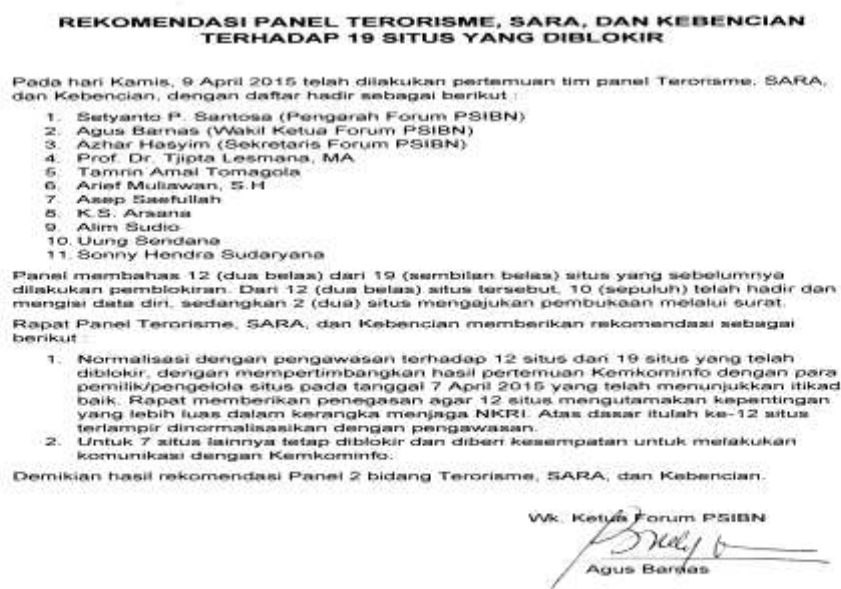 REKOMENDASI PANEL TERORISME, SARA, DAN KEBENCIAN
TERHADAP 19 SITUS YANG DIBLOKIR
Pada hari Kamis, 9 April 2015 telah dilakukan pertemuan tim panel Terorisme, SARA,
dan Kebencian, dengan daftar hadir sebagai berikut :
1. Setyanto P. Santosa (Pengarah Forum PSIBN)
2. Agus Barnas (Wakil Ketua Forum PSIBN)
3. Azhar Hasyim (Sekretaris Forum PSIBN)
4. Prof. Dr. Tjipta Lesmana, MA
5. Tamrin Amal Tomagola
6. Arief Muliawan, S.H
7. Asep Saefullah
8. K.S. Arsana
9. Alim Sudio
10. Uung Sendana
11. Sonny Hendra Sudaryana
Panel membahas 12 (dua belas) dari 19 (sembilan belas) situs yang sebelumnya
dilakukan pemblokiran. Dari 12 (dua belas) situs tersebut, 10 (sepuluh) telah hadir dan
mengisi data diri, sedangkan 2 (dua) situs mengajukan pembukaan melalui surat.
Rapat Panel Terorisme, SARA, dan Kebencian memberikan rekomendasi sebagai
berikut :
1. Normalisasi dengan pengawasan terhadap 12 situs dari 19 situs yang telah
diblokir, dengan mempertimbangkan hasil pertemuan Kemkominfo dengan para
pemilik/pengelola situs pada tanggal 7 April 2015 yang telah menunjukkan itikad
baik. Rapat memberikan penegasan agar 12 situs mengutamakan kepentingan
yang lebih luas dalam kerangka menjaga NKRI. Atas dasar itulah ke-12 situs
terlampir dinormalisasikan dengan pengawasan.
2. Untuk 7 situs lainnya tetap diblokir dan diberi kesempatan untuk melakukan
komunikasi dengan Kemkominfo.
Demikian hasil rekomendasi Panel 2 bidang Terorisme, SARA, dan Kebencian.
Wk. Ketua Forum PSIBN
Agus Barnas